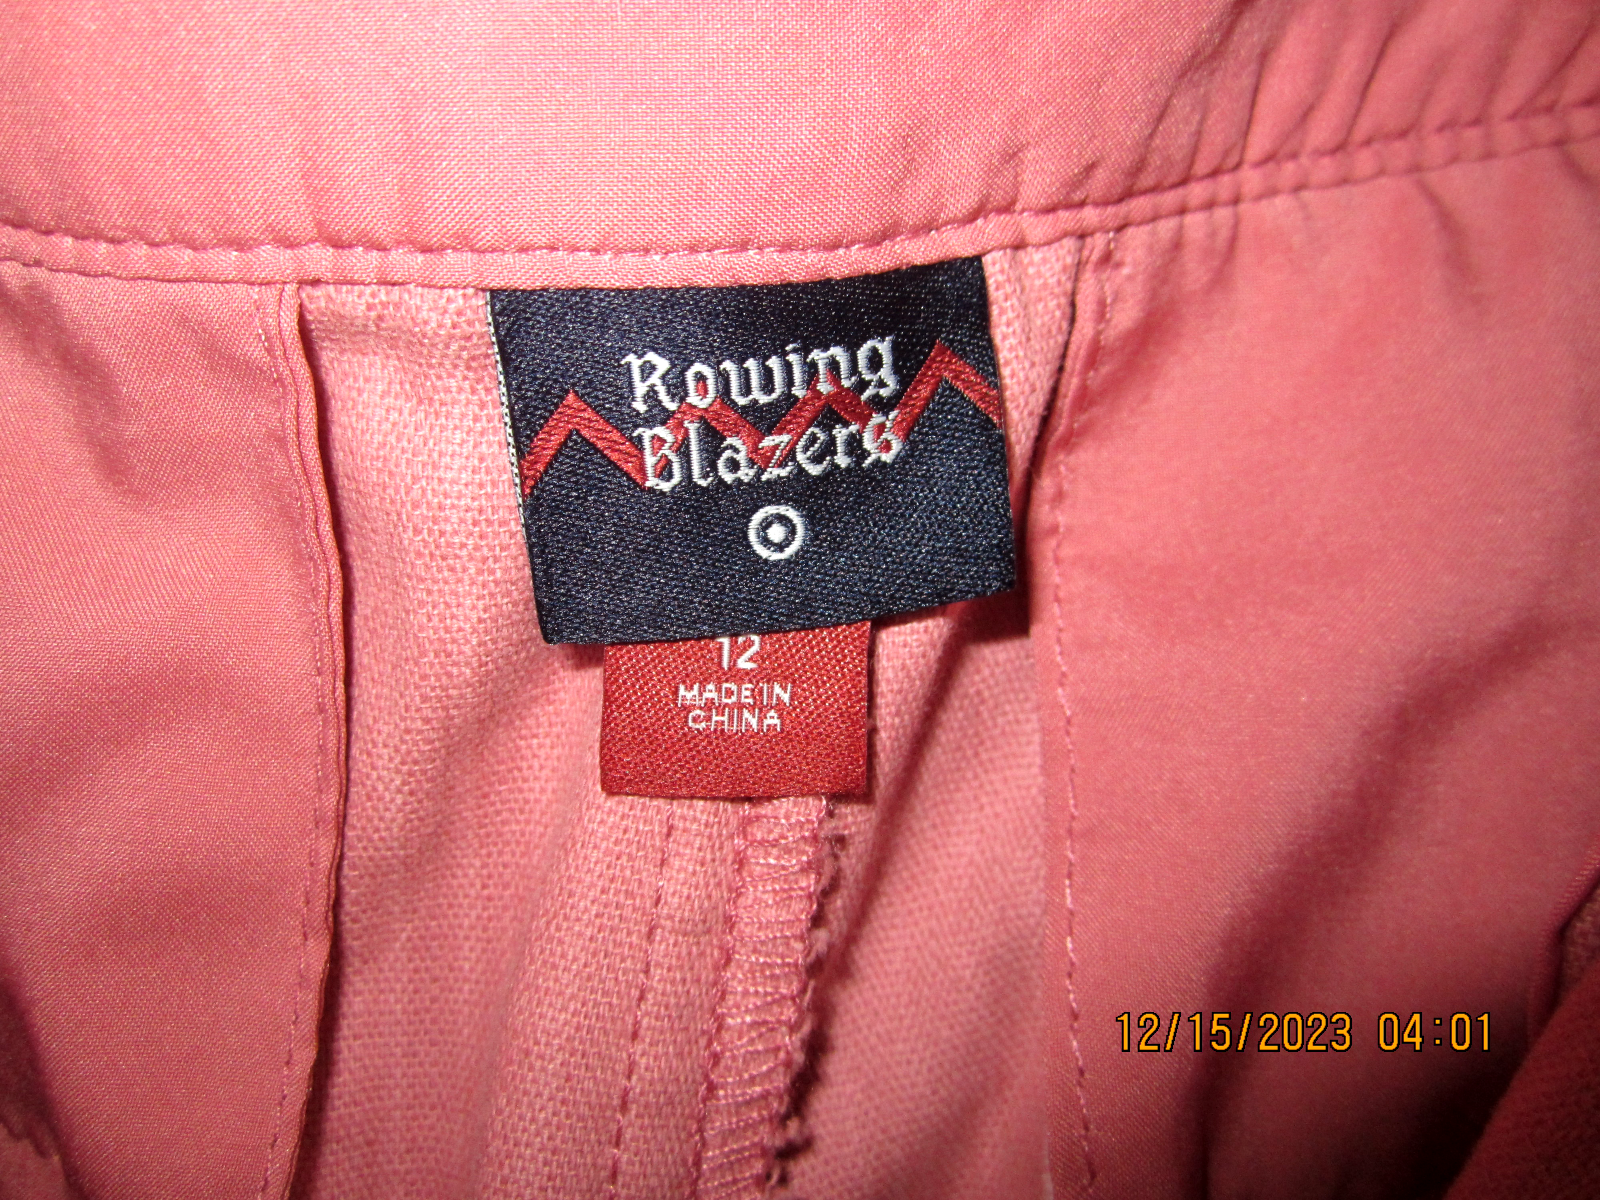 Rowing
Blazers
12
MADE IN
CHINA
12/15/2023 04:01